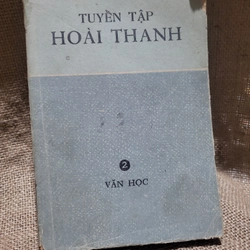 TUYỂN TẬP
HOÀI THANH
2
VĂN HỌC